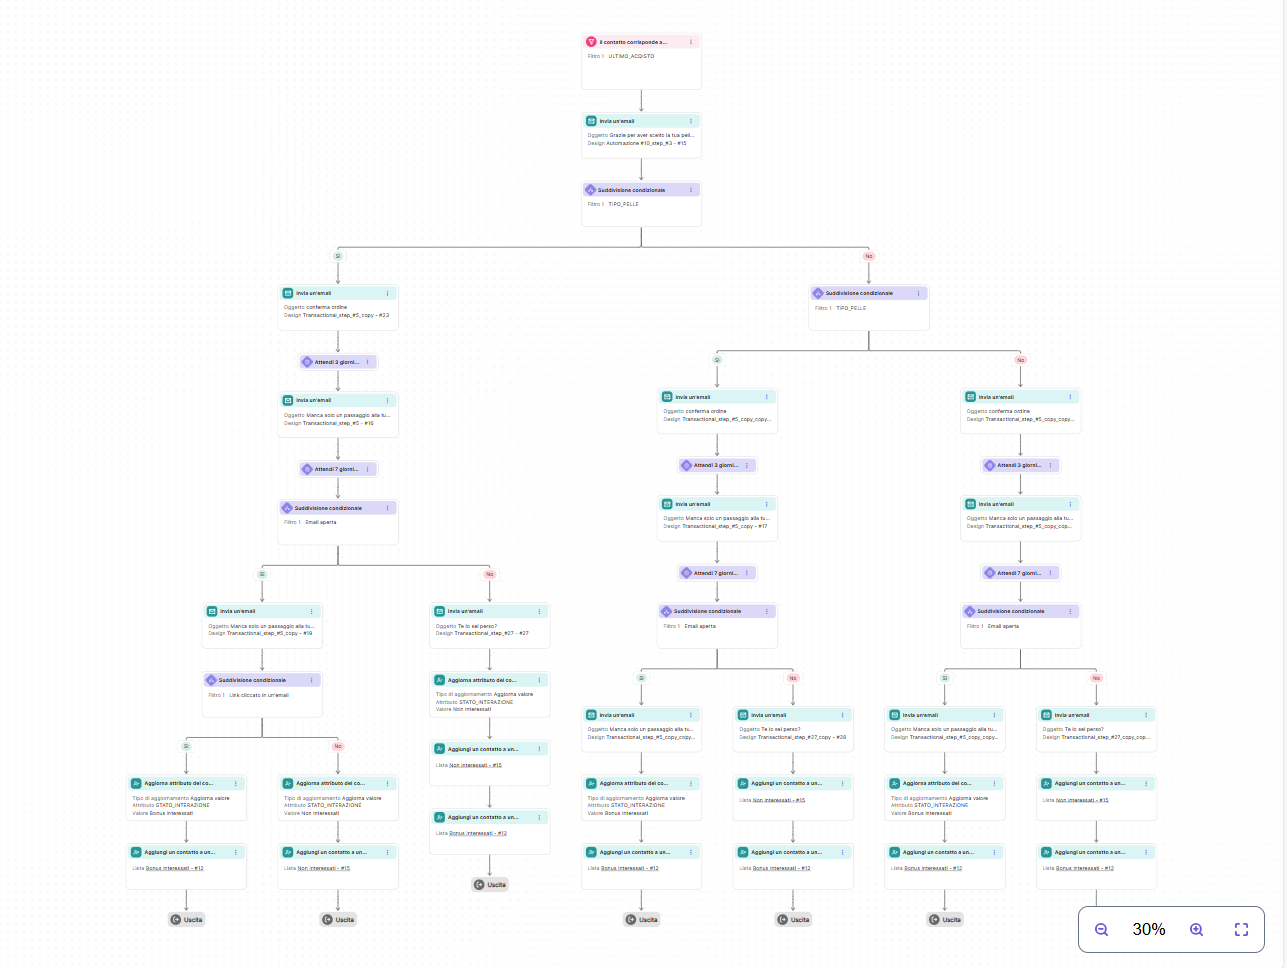 Il contatto corrisponde a...
Filtro 1 ULTIMO_ACQISTO
Invia un'email
Oggetto Grazie per aver scelto la tua pell...
Design Automazione #10_step_#3 - #15
Suddivisione condizionale
Filtro 1 TIPO_PELLE
Sì
No
Invia un'email
Oggetto conferma ordine
Design Transactional_step_#5_copy - #23
Suddivisione condizionale
Filtro 1 TIPO_PELLE
Attendi 3 giorni...
Sì
No
Invia un'email
Oggetto Manca solo un passaggio alla tu...
Design Transactional_step_#5 - #16
Invia un'email
Oggetto conferma ordine
Design Transactional_step_#5_copy_copy...
Invia un'email
Oggetto conferma ordine
Design Transactional_step_#5_copy_copy...
Attendi 7 giorni...
Attendi 3 giorni...
Attendi 3 giorni...
Suddivisione condizionale
Filtro 1 Email aperta
Invia un'email
Oggetto Manca solo un passaggio alla tu...
Design Transactional_step_#5_copy - #17
Invia un'email
Oggetto Manca solo un passaggio alla tu...
Design Transactional_step_#5_copy_cop...
Sì
No
Attendi 7 giorni...
Attendi 7 giorni...
Invia un'email
Oggetto Manca solo un passaggio alla tu...
Design Transactional_step_#5_copy - #19
Invia un'email
Oggetto Te lo sei perso?
Design Transactional_step_#27 - #27
Suddivisione condizionale
Filtro 1 Email aperta
Suddivisione condizionale
Filtro 1 Email aperta
Suddivisione condizionale
Filtro 1 Link cliccato in un'email
Aggiorna attributo del co...
Tipo di aggiornamento Aggiorna valore
Attributo STATO_INTERAZIONE
Valore Non interessati
Sì
No
Sì
No
Invia un'email
Oggetto Manca solo un passaggio alla tu...
Design Transactional_step_#5_copy_copy...
Invia un'email
Oggetto Te lo sei perso?
Design Transactional_step_#27_copy - #28
Invia un'email
Oggetto Manca solo un passaggio alla tu...
Design Transactional_step_#5_copy_copy...
Invia un'email
Oggetto Te lo sei perso?
Design Transactional_step_#27_copy_cop...
Sì
No
Aggiungi un contatto a un...
Lista Non interessati - #15
Aggiorna attributo del co...
Tipo di aggiornamento Aggiorna valore
Attributo STATO_INTERAZIONE
Valore Bonus interessati
Aggiorna attributo del co...
Tipo di aggiornamento Aggiorna valore
Attributo STATO_INTERAZIONE
Valore Non interessati
Aggiungi un contatto a un...
Lista Bonus interessati - #12
Aggiorna attributo del co...
Tipo di aggiornamento Aggiorna valore
Attributo STATO_INTERAZIONE
Valore Bonus interessati
Aggiungi un contatto a un...
Lista Non interessati - #15
Aggiorna attributo del co...
Tipo di aggiornamento Aggiorna valore
Attributo STATO_INTERAZIONE
Valore Bonus interessati
Aggiungi un contatto a un...
Lista Non interessati - #15
Aggiungi un contatto a un...
Lista Bonus interessati - #12
Aggiungi un contatto a un...
Lista Non interessati - #15
Uscita
Aggiungi un contatto a un...
Lista Bonus interessati - #12
Aggiungi un contatto a un...
Lista Bonus interessati - #12
Aggiungi un contatto a un...
Lista Bonus interessati - #12
Aggiungi un contatto a un...
Lista Bonus interessati - #12
Uscita
Uscita
Uscita
Uscita
Uscita
30%